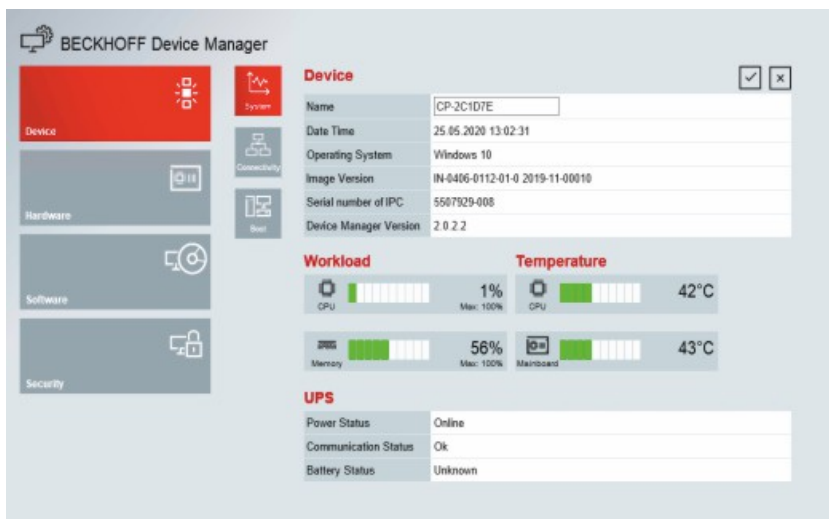 BECKHOFF Device Manager
Device
Hardware
Software
Security
System
Connectivity
Boot
Device
Name CP-2C1D7E
Date Time 25.05.2020 13:02:31
Operating System Windows 10
Image Version IN-0406-0112-01-0 2019-11-00010
Serial number of IPC 5507929-008
Device Manager Version 2.0.2.2
Workload Temperature
CPU 1% Max: 100% CPU 42°C
Memory 56% Max: 100% Mainboard 43°C
UPS
Power Status Online
Communication Status Ok
Battery Status Unknown